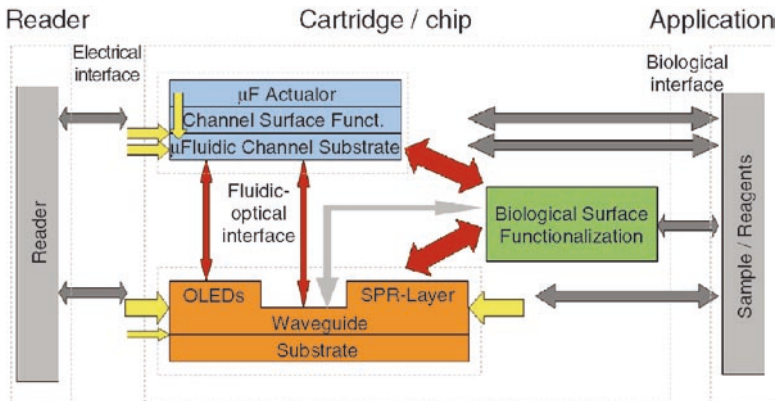 Reader
Cartridge / chip
Application
Electrical
interface
Biological
interface
μF Actualor
Channel Surface Funct.
μFluidic Channel Substrate
Fluidic-
optical
interface
Biological Surface
Functionalization
Reader
Sample / Reagents
OLEDs
SPR-Layer
Waveguide
Substrate